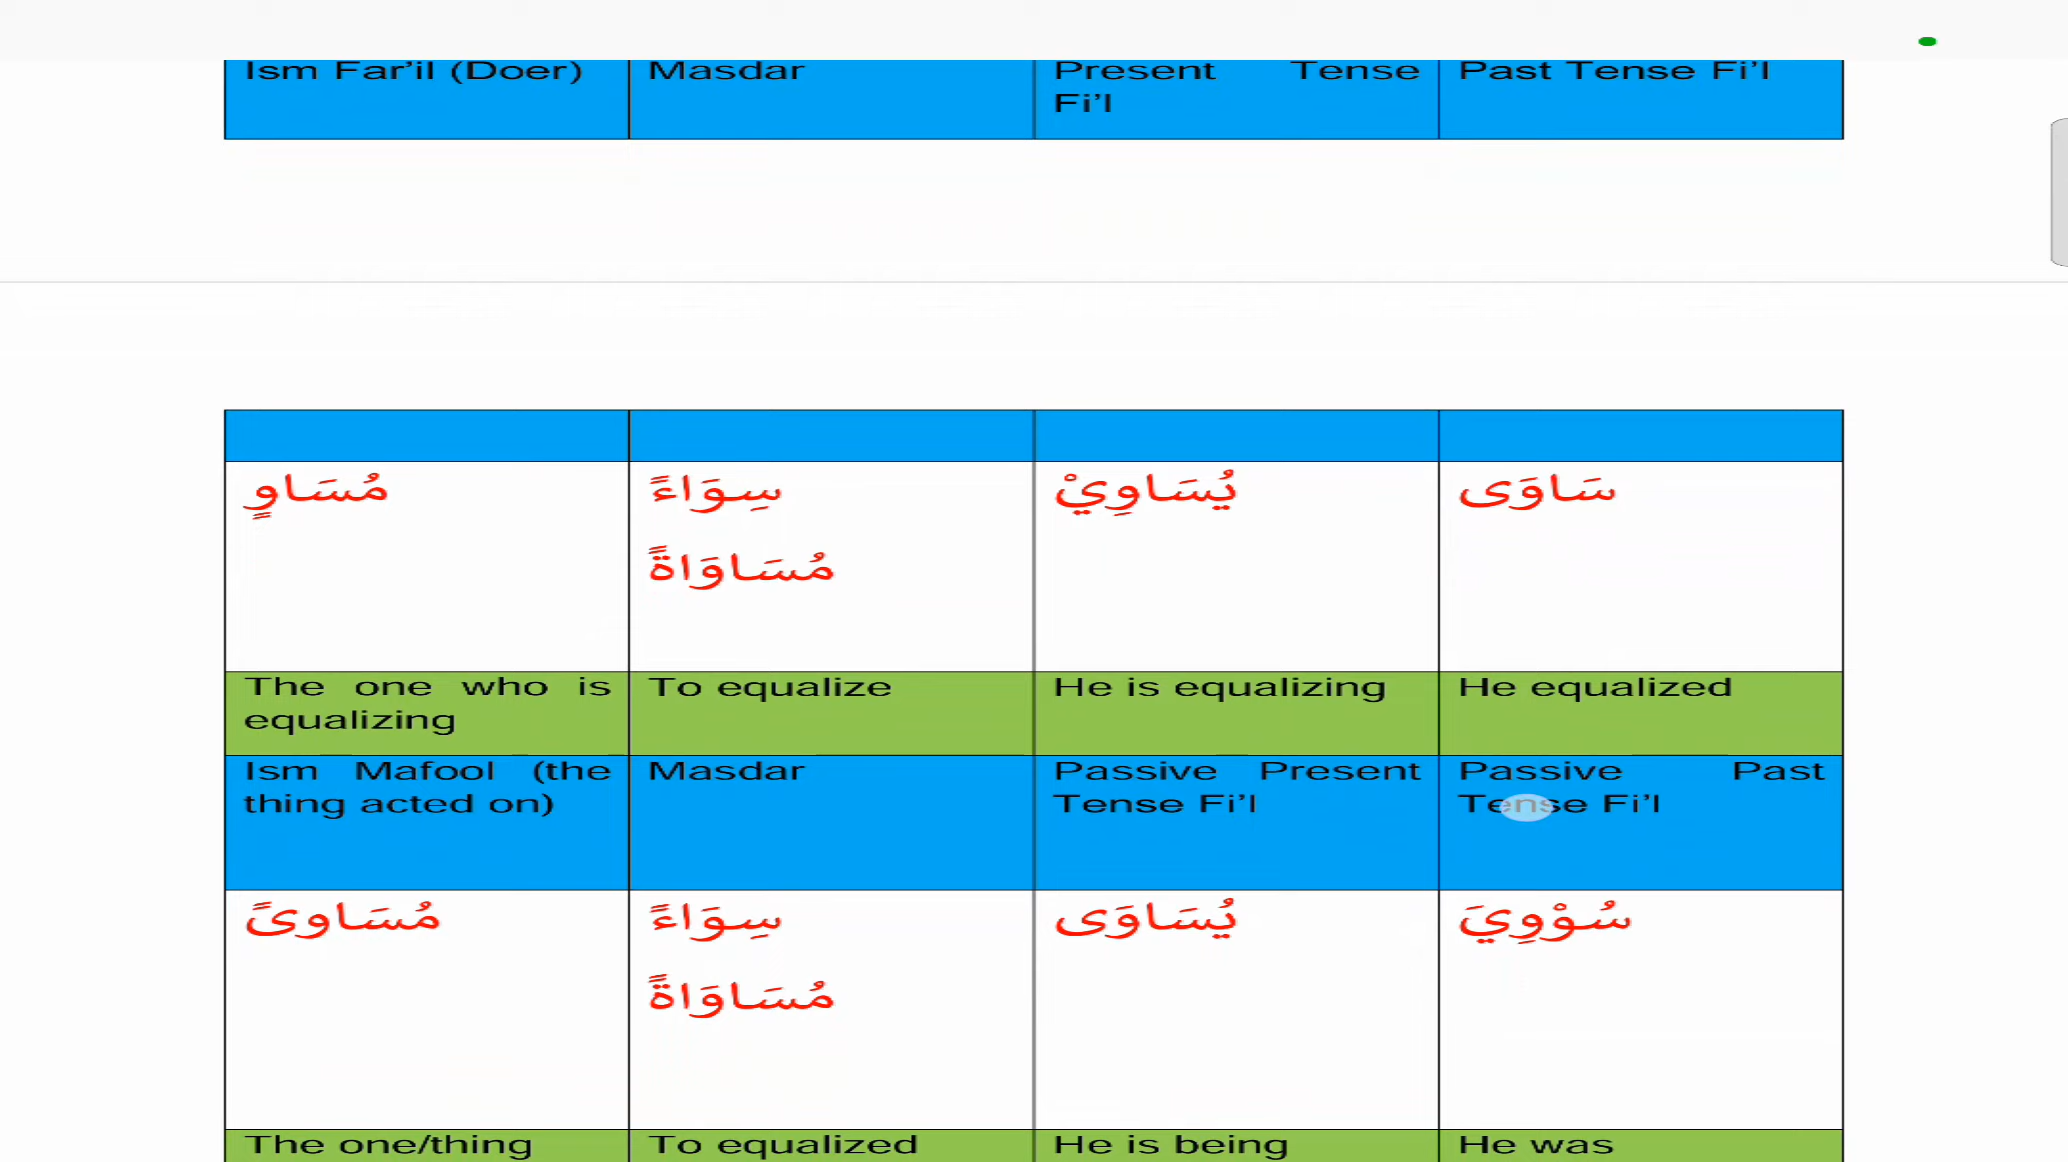 Ism Far'il (Doer)
Masdar
Present Tense
Fi'l
Past Tense Fi'l
مُسَاوٍ
سِوَاءً
مُسَاوَاةً
يُسَاوِيْ
سَاوَى
The one who is
equalizing
To equalize
He is equalizing
He equalized
Ism Mafool (the
thing acted on)
Masdar
Passive Present
Tense Fi'l
Passive Past
Tense Fi'l
مُسَاوىً
سِوَاءً
مُسَاوَاةً
يُسَاوَى
سُوْوِيَ
The one/thing
To equalized
He is being
He was